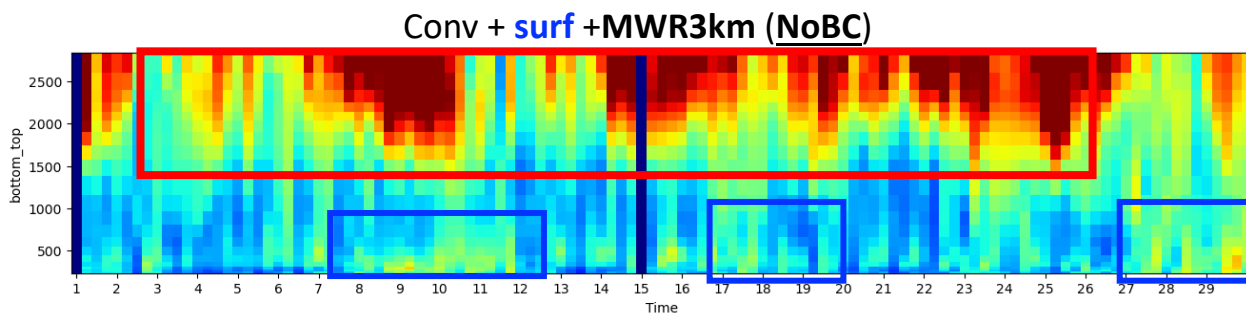 Conv + surf +MWR3km (NoBC)
2500
2000
1500
1000
500
bottom_top
1 2 3 4 5 6 7 8 9 10 11 12 13 14 15 16 17 18 19 20 21 22 23 24 25 26 27 28 29
Time